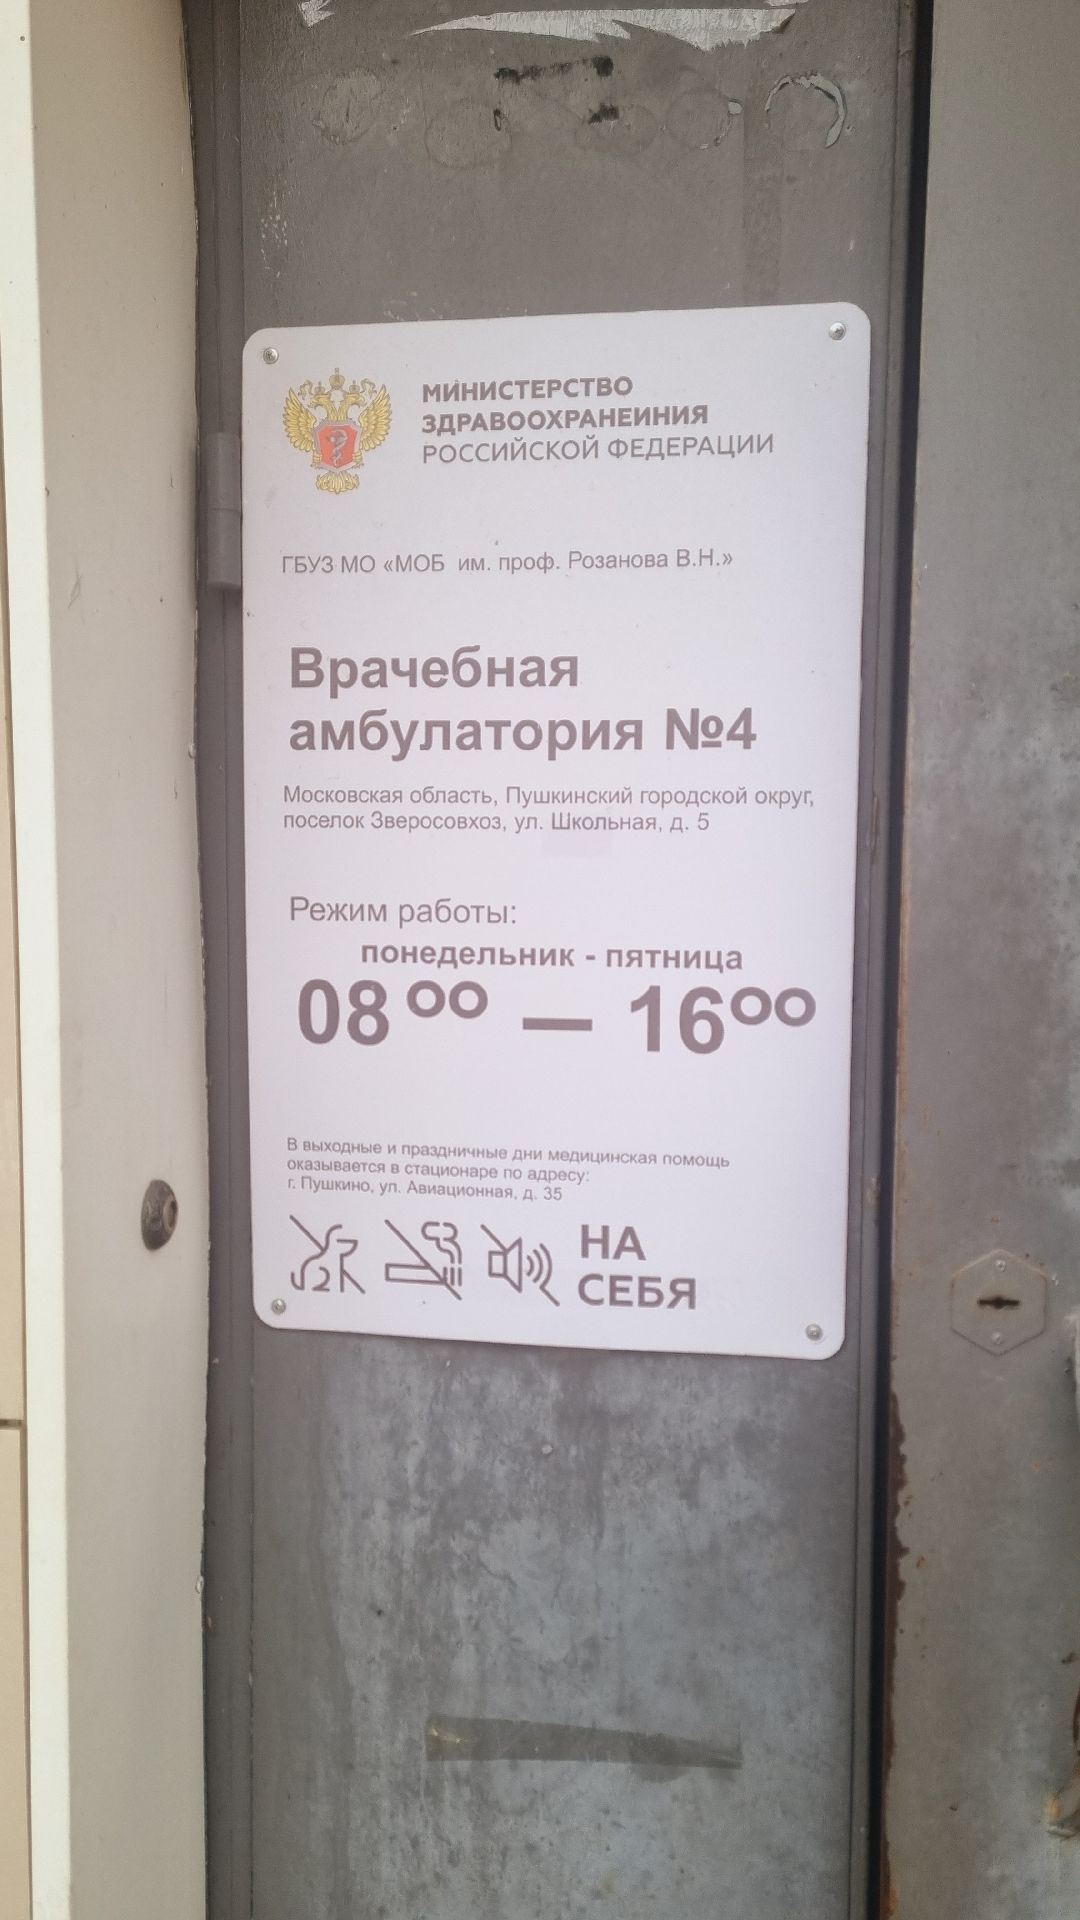 МИНИСТЕРСТВО
ЗДРАВООХРАНЕИНИЯ
РОССИЙСКОЙ ФЕДЕРАЦИИ
ГБУЗ МО «МОБ им. проф. Розанова В.Н.»
Врачебная
амбулатория №4
Московская область, Пушкинский городской округ,
поселок Зверосовхоз, ул. Школьная, д. 5
Режим работы:
понедельник - пятница
08 00 — 16 00
В выходные и праздничные дни медицинская помощь
оказывается в стационаре по адресу:
г. Пушкино, ул. Авиационная, д. 35
НА
СЕБЯ